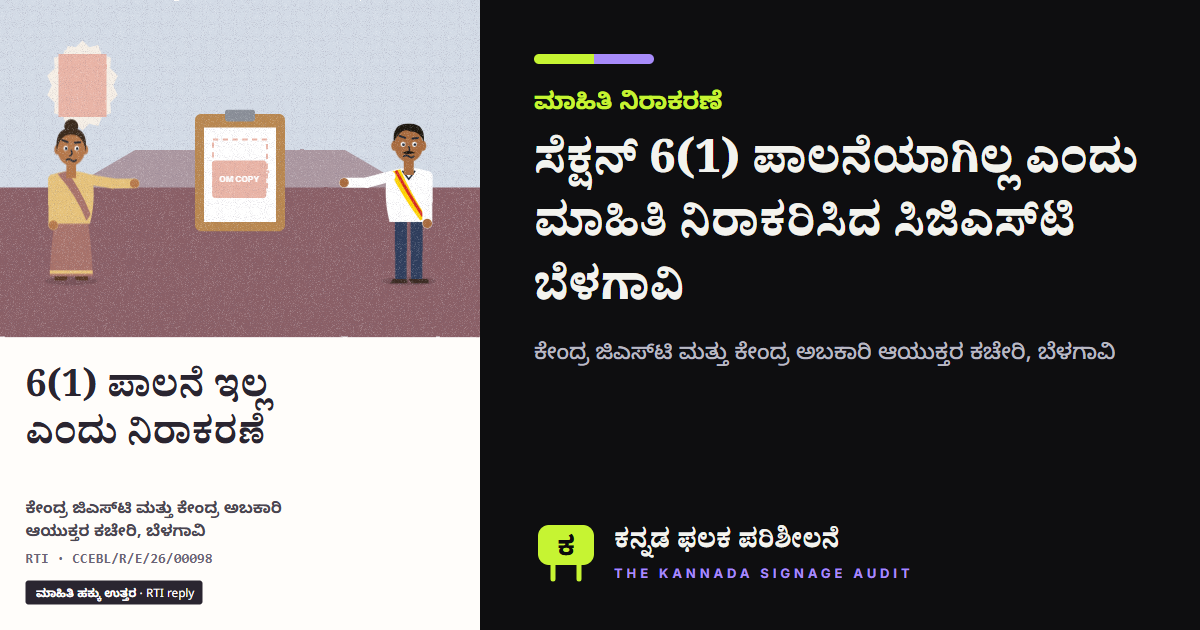 OM COPY
6(1) ಪಾಲನೆ ಇಲ್ಲ
ಎಂದು ನಿರಾಕರಣೆ
ಕೇಂದ್ರ ಜಿಎಸ್‌ಟಿ ಮತ್ತು ಕೇಂದ್ರ ಅಬಕಾರಿ
ಆಯುಕ್ತರ ಕಚೇರಿ, ಬೆಳಗಾವಿ
RTI · CCEBL/R/E/26/00098
ಮಾಹಿತಿ ಹಕ್ಕು ಉತ್ತರ · RTI reply
ಮಾಹಿತಿ ನಿರಾಕರಣೆ
ಸೆಕ್ಷನ್ 6(1) ಪಾಲನೆಯಾಗಿಲ್ಲ ಎಂದು
ಮಾಹಿತಿ ನಿರಾಕರಿಸಿದ ಸಿಜಿಎಸ್‌ಟಿ
ಬೆಳಗಾವಿ
ಕೇಂದ್ರ ಜಿಎಸ್‌ಟಿ ಮತ್ತು ಕೇಂದ್ರ ಅಬಕಾರಿ ಆಯುಕ್ತರ ಕಚೇರಿ, ಬೆಳಗಾವಿ
ಕ
ಕನ್ನಡ ಫಲಕ ಪರಿಶೀಲನೆ
THE KANNADA SIGNAGE AUDIT